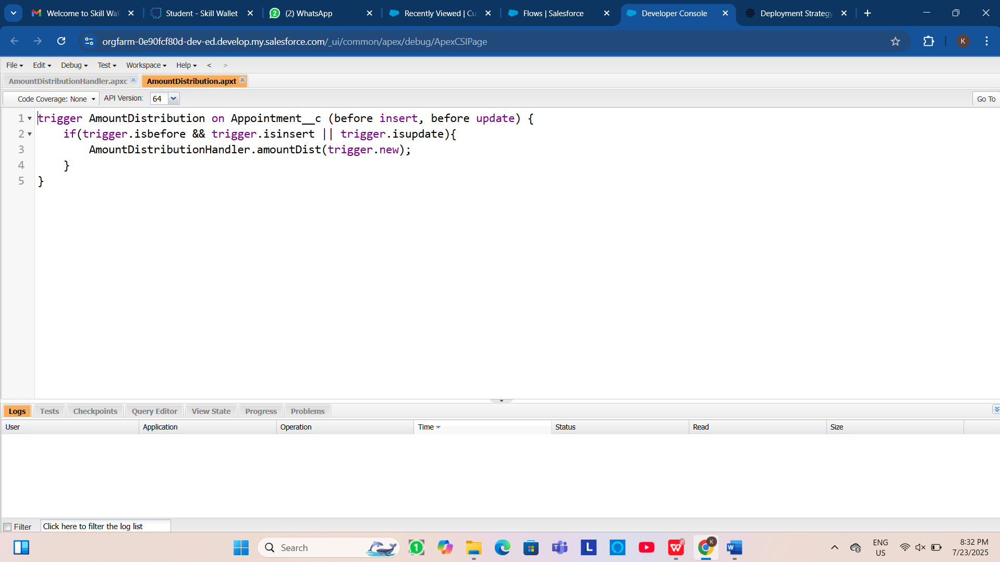 Welcome to Skill Wal
Student - Skill Wallet
2 (2) WhatsApp
Recently Viewed | Cu
Flows | Salesforce
Developer Console
Deployment Strategy
orgfarm-0e90fcf80d-dev-ed.develop.my.salesforce.com/_ui/common/apex/debug/ApexCSIPage
K
File Edit Debug Test Workspace Help < >
AmountDistributionHandler.apxc AmountDistribution.apxt
Code Coverage: None API Version: 64 Go To
1 trigger AmountDistribution on Appointment__c (before insert, before update) {
2 if(trigger.isbefore && trigger.isinsert || trigger.isupdate){
3 AmountDistributionHandler.amountDist(trigger.new);
4 }
5 }
Logs Tests Checkpoints Query Editor View State Progress Problems
User Application Operation Time Status Read Size
Filter Click here to filter the log list
Search
1
L
W
K
W
ENG
US
8:32 PM
7/23/2025